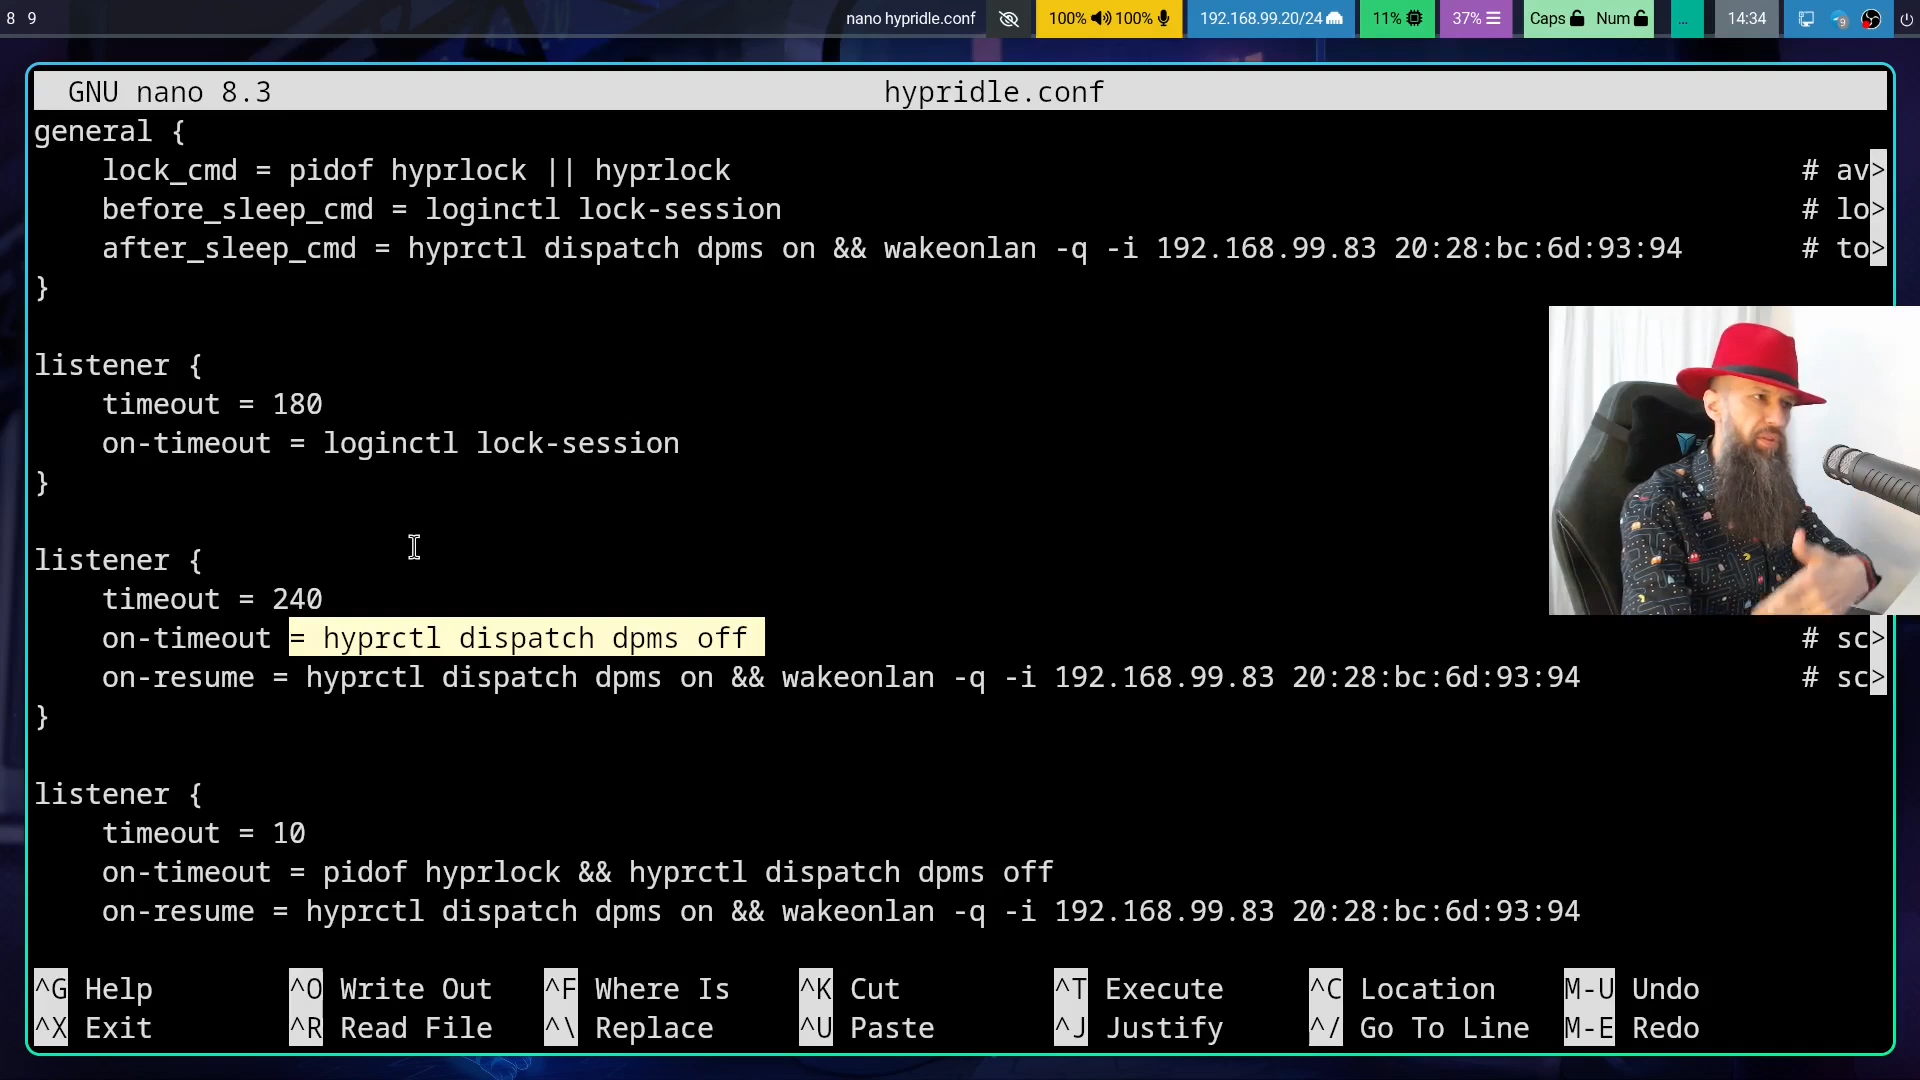 8 9 nano hypridle.conf 100% 100% 192.168.99.20/24 11% 37% Caps Num ... 14:34 9
GNU nano 8.3 hypridle.conf
general {
lock_cmd = pidof hyprlock || hyprlock # av>
before_sleep_cmd = loginctl lock-session # lo>
after_sleep_cmd = hyprctl dispatch dpms on && wakeonlan -q -i 192.168.99.83 20:28:bc:6d:93:94 # to>
}
listener {
timeout = 180
on-timeout = loginctl lock-session
}
listener {
timeout = 240
on-timeout = hyprctl dispatch dpms off # sc>
on-resume = hyprctl dispatch dpms on && wakeonlan -q -i 192.168.99.83 20:28:bc:6d:93:94 # sc>
}
listener {
timeout = 10
on-timeout = pidof hyprlock && hyprctl dispatch dpms off
on-resume = hyprctl dispatch dpms on && wakeonlan -q -i 192.168.99.83 20:28:bc:6d:93:94
^G Help ^O Write Out ^F Where Is ^K Cut ^T Execute ^C Location M-U Undo
^X Exit ^R Read File ^\ Replace ^U Paste ^J Justify ^/ Go To Line M-E Redo